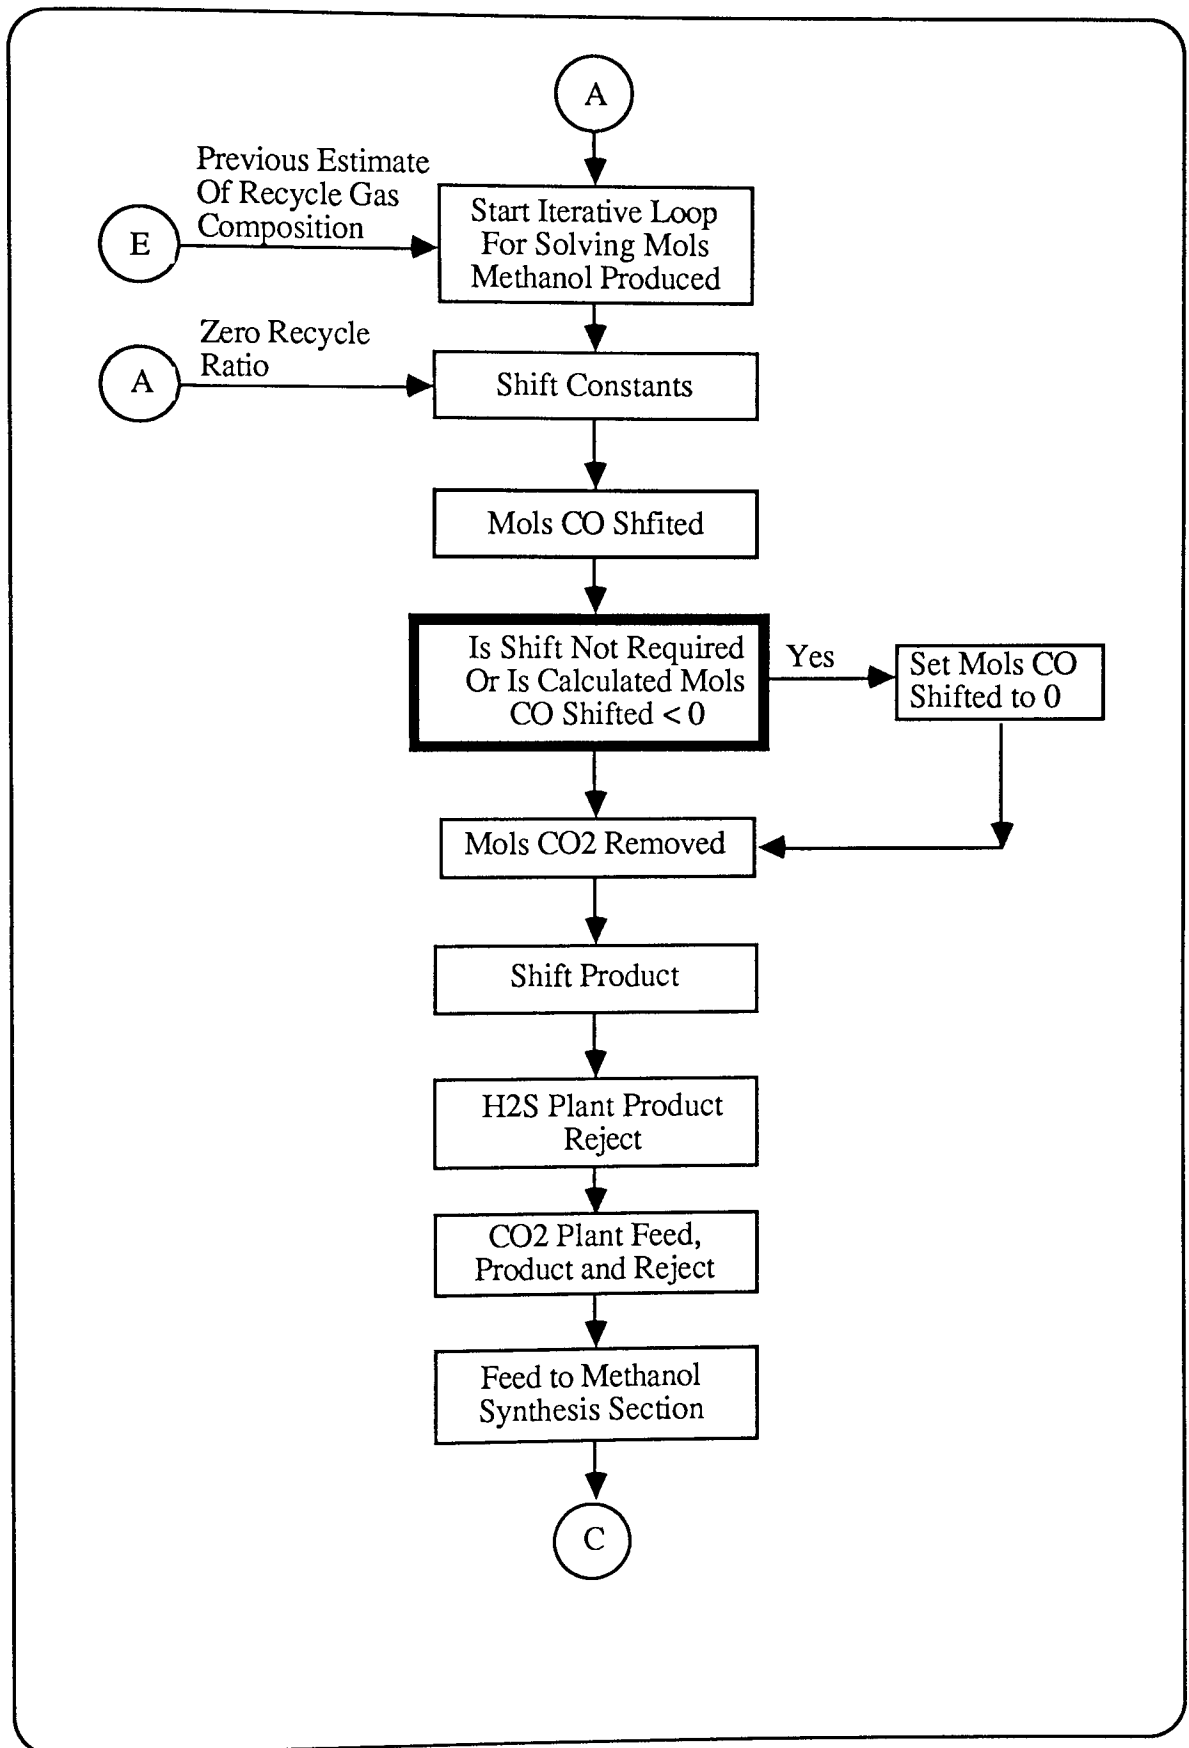 A
Previous Estimate
Of Recycle Gas
Composition
E
Start Iterative Loop
For Solving Mols
Methanol Produced
Zero Recycle
Ratio
A
Shift Constants
Mols CO Shfited
Is Shift Not Required
Or Is Calculated Mols
CO Shifted < 0
Yes
Set Mols CO
Shifted to 0
Mols CO2 Removed
Shift Product
H2S Plant Product
Reject
CO2 Plant Feed,
Product and Reject
Feed to Methanol
Synthesis Section
C